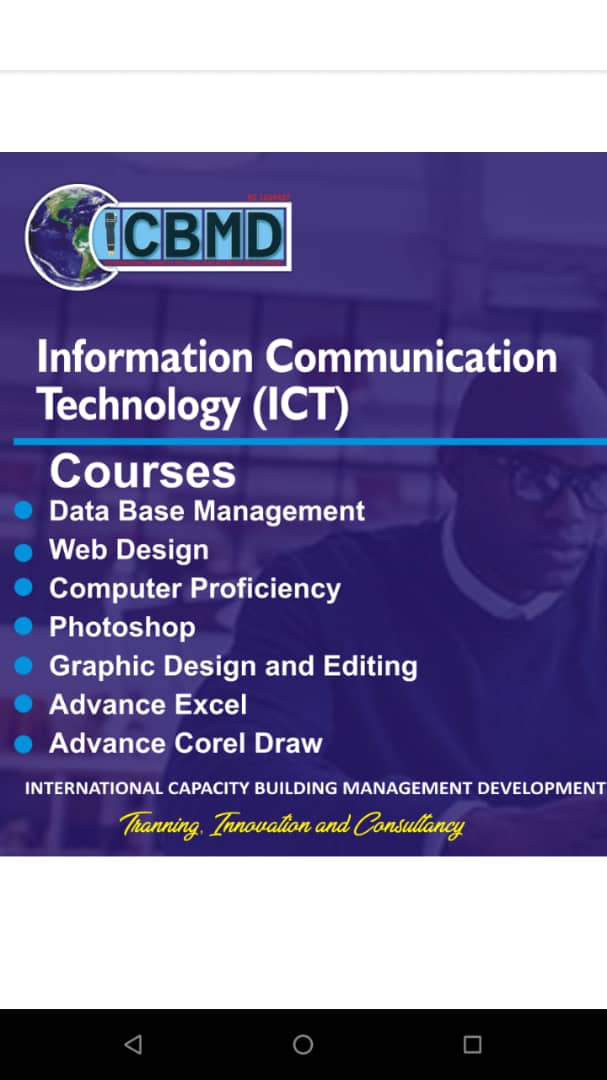 ICBMD
Information Communication
Technology (ICT)
Courses
Data Base Management
Web Design
Computer Proficiency
Photoshop
Graphic Design and Editing
Advance Excel
Advance Corel Draw
INTERNATIONAL CAPACITY BUILDING MANAGEMENT DEVELOPMENT
Tranning, Innovation and Consultancy